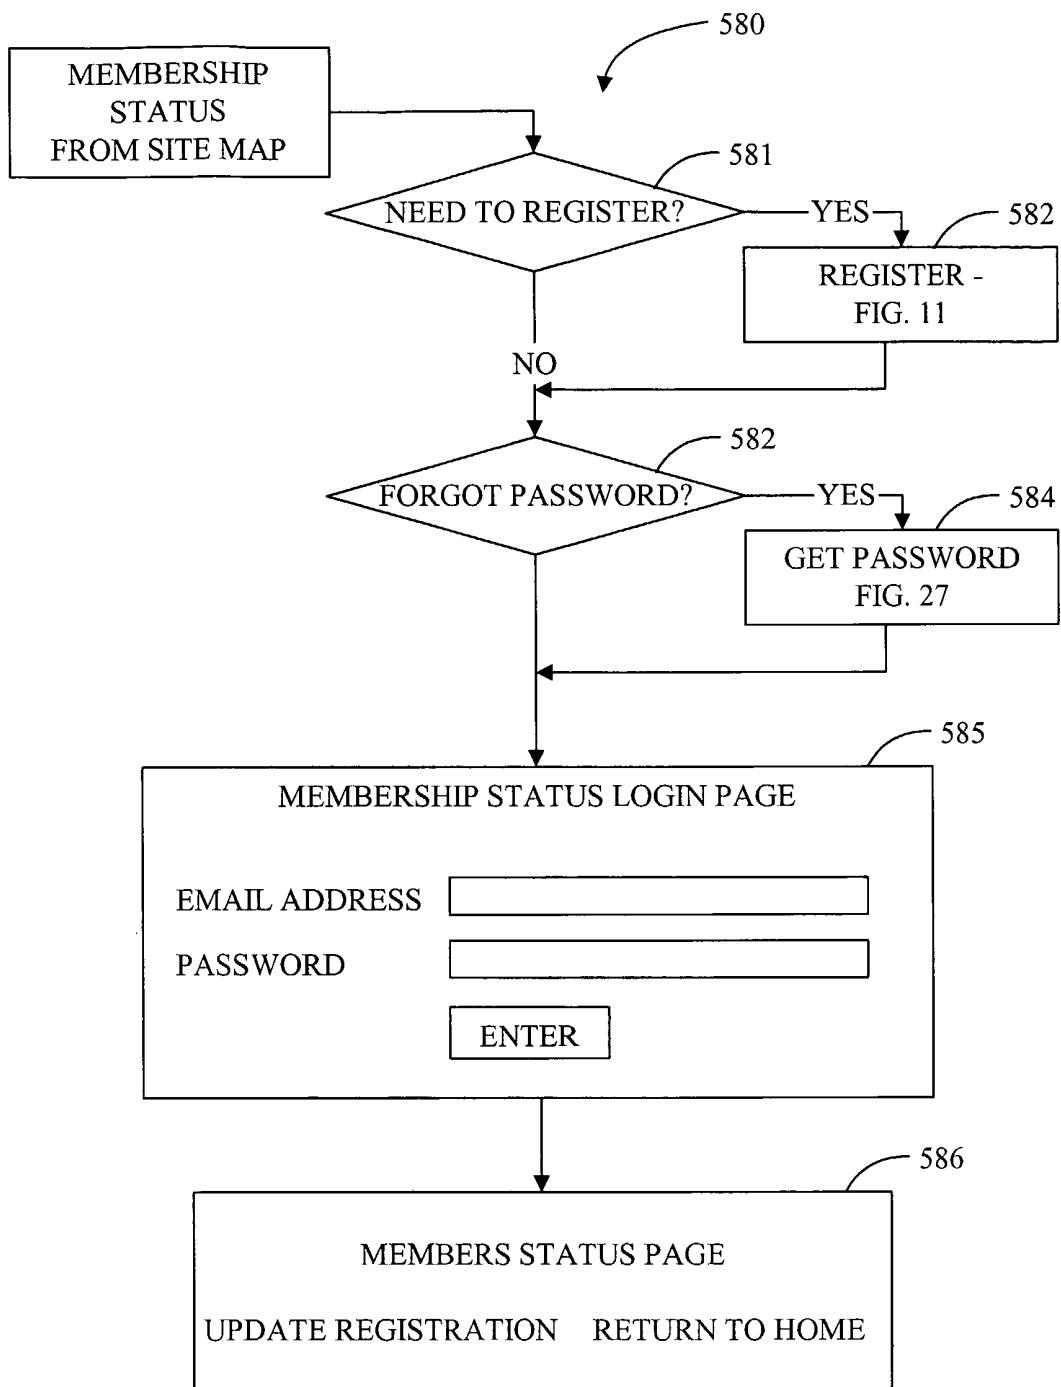 580
MEMBERSHIP
STATUS
FROM SITE MAP
581
NEED TO REGISTER?
YES
582
REGISTER -
FIG. 11
NO
582
FORGOT PASSWORD?
YES
584
GET PASSWORD
FIG. 27
585
MEMBERSHIP STATUS LOGIN PAGE
EMAIL ADDRESS
PASSWORD
ENTER
586
MEMBERS STATUS PAGE
UPDATE REGISTRATION RETURN TO HOME